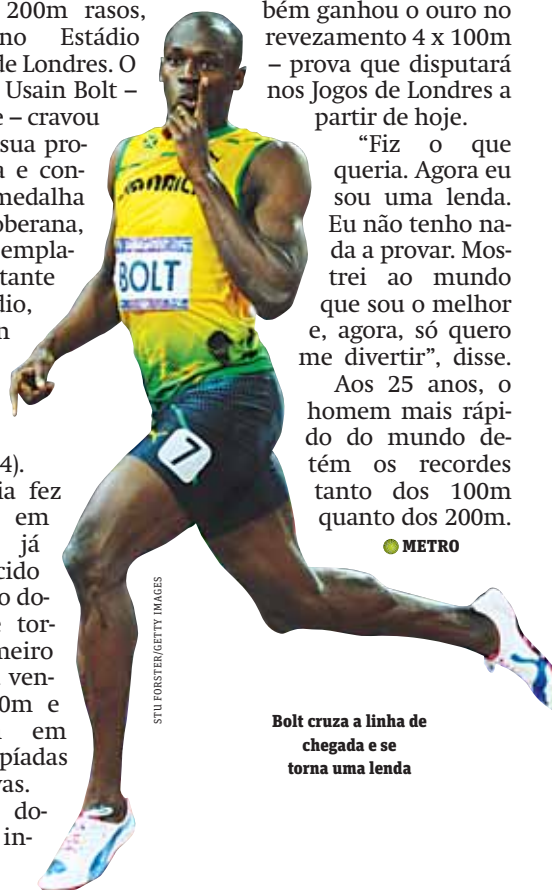 200m rasos,
no Estádio
de Londres. O
Usain Bolt –
– cravou
sua pro-
a e con-
medalha
oberana,
empla-
tante
dio,
4).
ia fez
em
já
cido
o do-
tor-
meiro
ven-
0m e
em
píadas
vas.
do-
in-
bém ganhou o ouro no
revezamento 4 x 100m
– prova que disputará
nos Jogos de Londres a
partir de hoje.
“Fiz o que
queria. Agora eu
sou uma lenda.
Eu não tenho na-
da a provar. Mos-
trei ao mundo
que sou o melhor
e, agora, só quero
me divertir”, disse.
Aos 25 anos, o
homem mais rápi-
do do mundo de-
tém os recordes
tanto dos 100m
quanto dos 200m.
METRO
BOLT
7
STU FORSTER/GETTY IMAGES
Bolt cruza a linha de
chegada e se
torna uma lenda